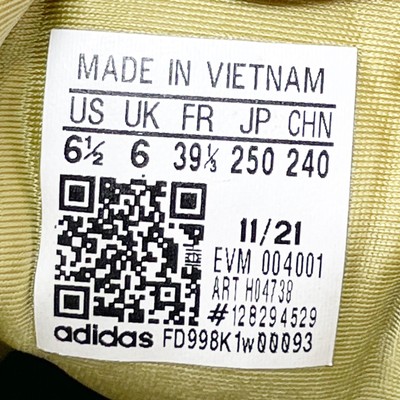 MADE IN VIETNAM
US UK FR JP CHN
6½ 6 39⅓ 250 240
11/21
EVM 004001
ART H04738
#128294529
adidas FD998K1w00093